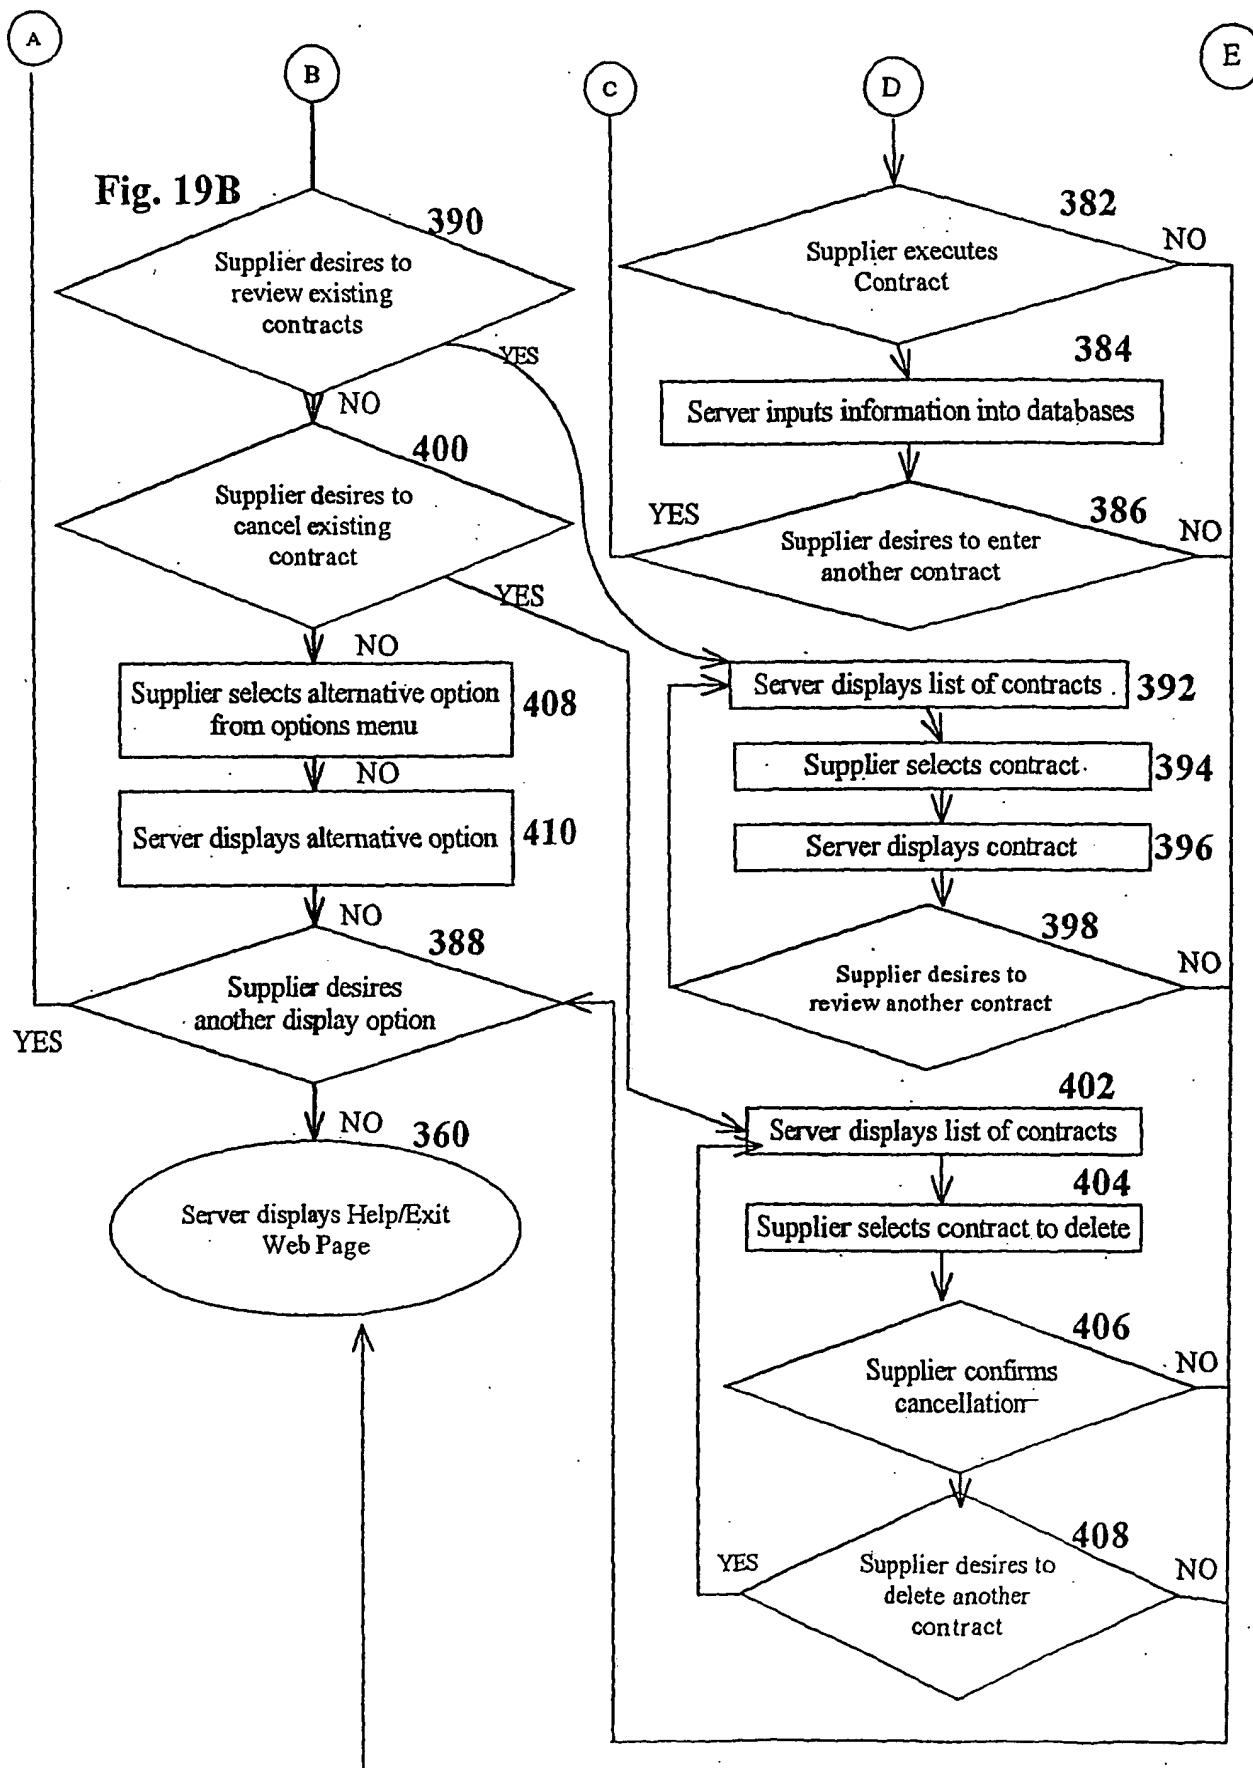 A
B
C
D
E
Fig. 19B
390
Supplier desires to
review existing
contracts
YES
NO
400
Supplier desires to
cancel existing
contract
YES
NO
Supplier selects alternative option
from options menu
408
NO
Server displays alternative option
410
NO
388
Supplier desires
another display option
YES
NO
360
Server displays Help/Exit
Web Page
382
Supplier executes
Contract
NO
384
Server inputs information into databases
386
YES
Supplier desires to enter
another contract
NO
Server displays list of contracts
392
Supplier selects contract
394
Server displays contract
396
398
Supplier desires to
review another contract
NO
402
Server displays list of contracts
404
Supplier selects contract to delete
406
Supplier confirms
cancellation
NO
408
YES
Supplier desires to
delete another
contract
NO